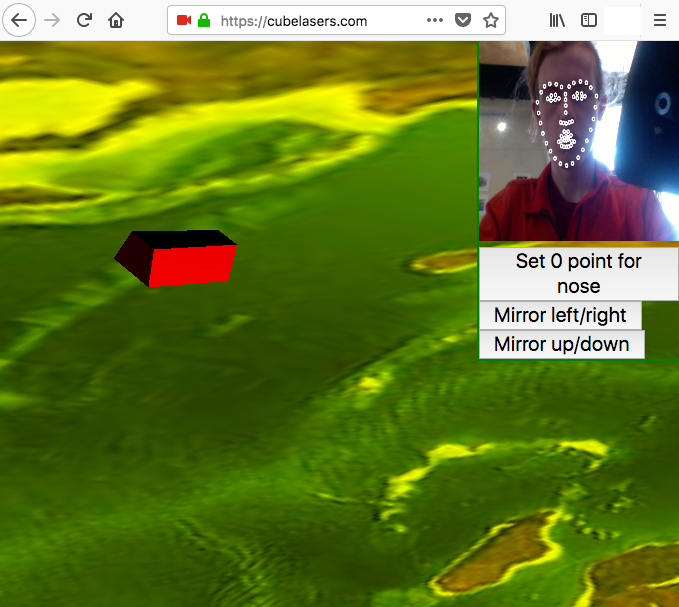 https://cubelasers.com
Set 0 point for
nose
Mirror left/right
Mirror up/down